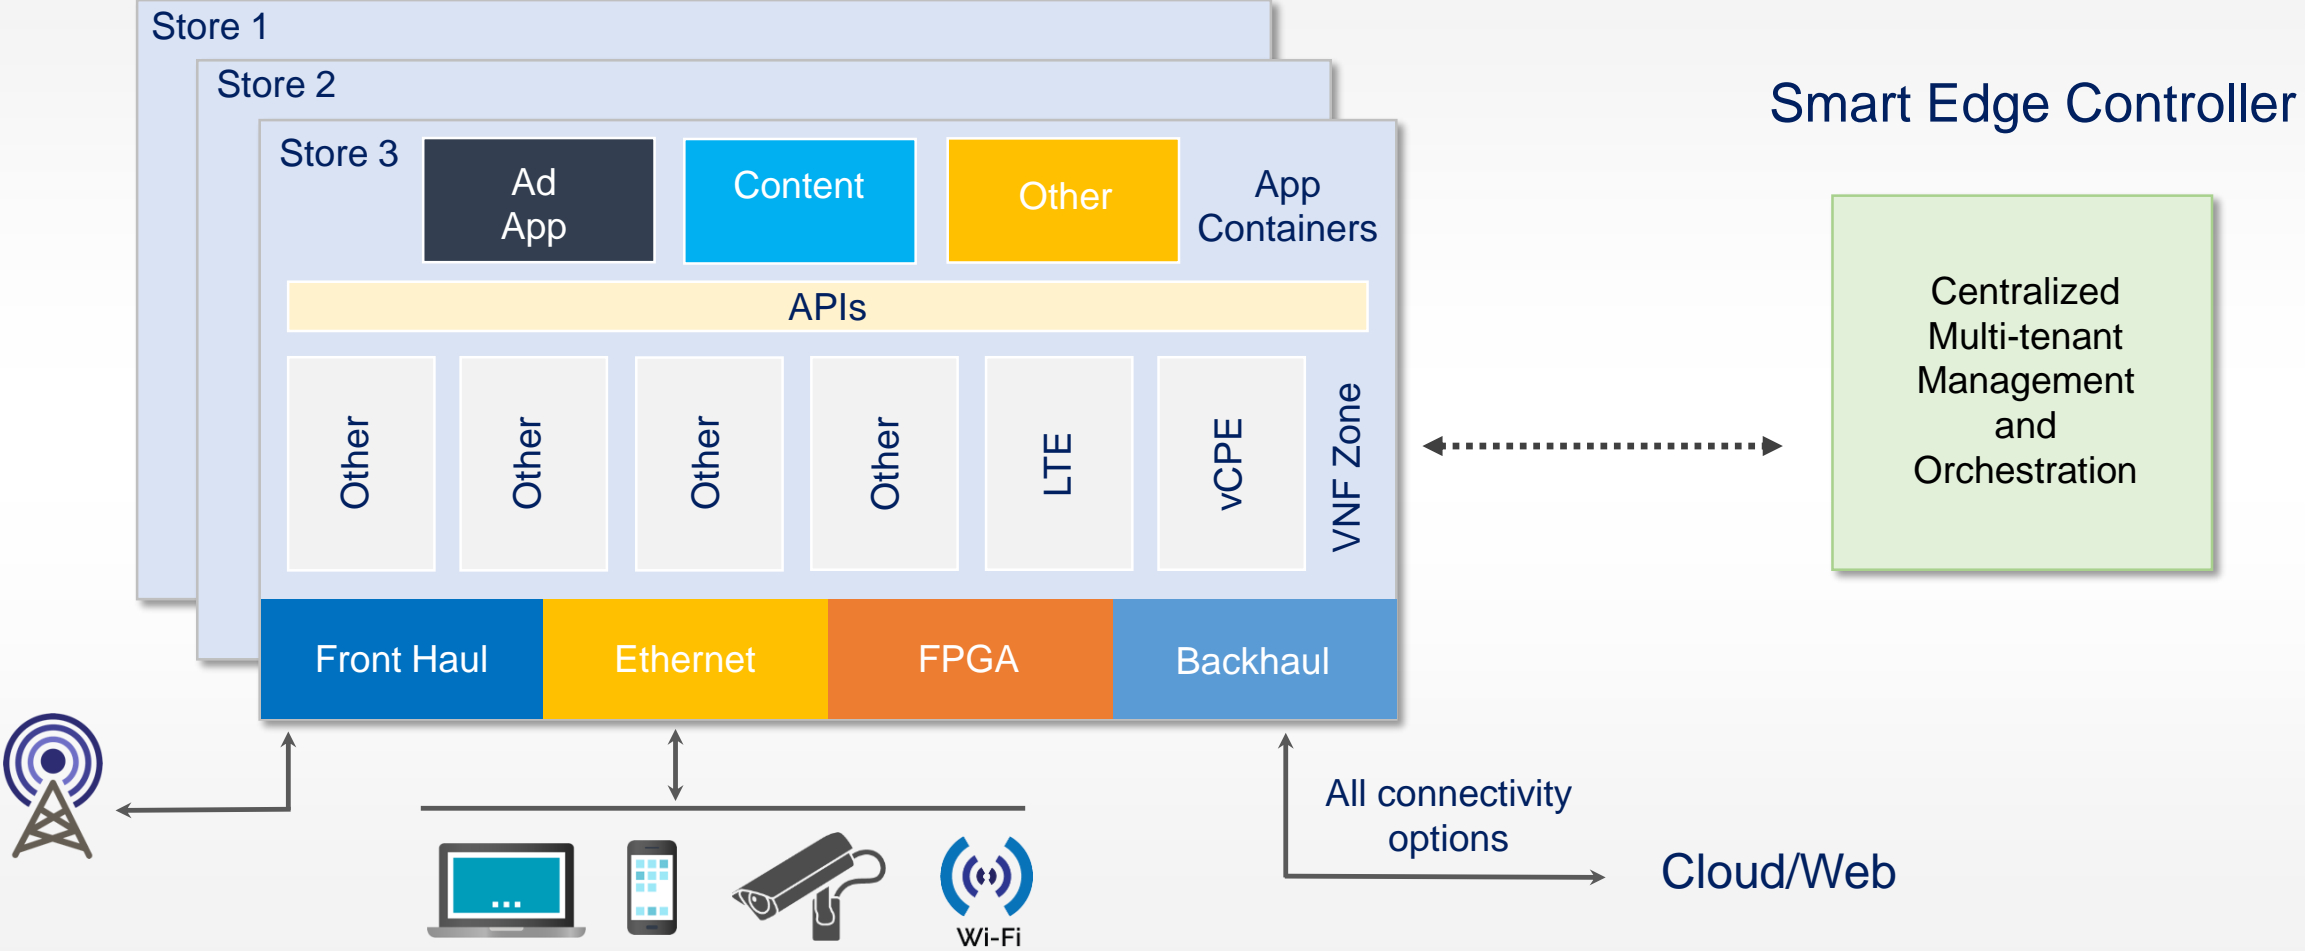 Store 1
Store 2
Smart Edge Controller
Store 3
Ad
App
Content
Other
App
Containers
APIs
Other
Other
Other
Other
LTE
vCPE
VNF Zone
Centralized
Multi-tenant
Management
and
Orchestration
Front Haul
Ethernet
FPGA
Backhaul
All connectivity
options
Cloud/Web
Wi-Fi